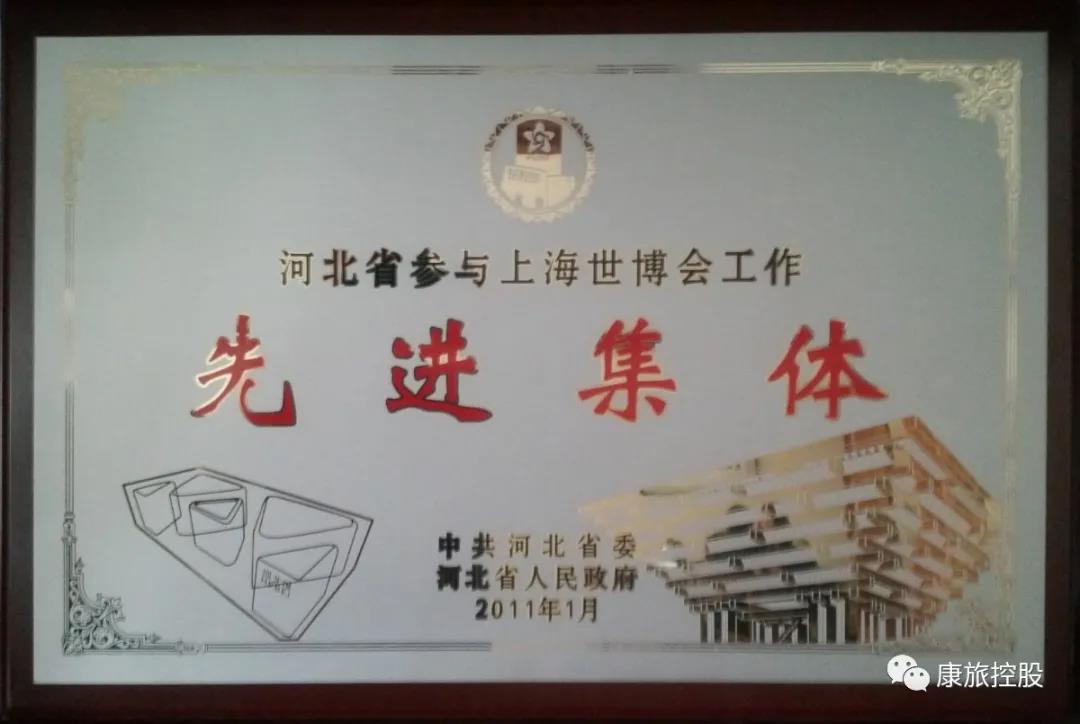 河北省参与上海世博会工作
先进集体
中共河北省委
河北省人民政府
2011年1月
康旅控股